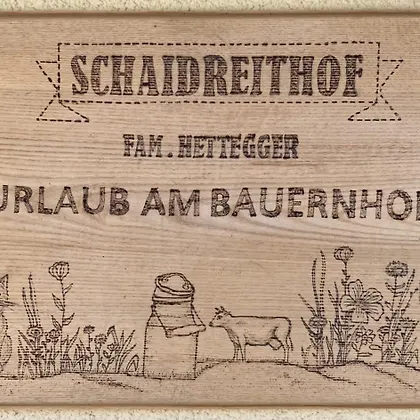 SCHAIDREITHOF
FAM. HETTEGGER
URLAUB AM BAUERNHOF